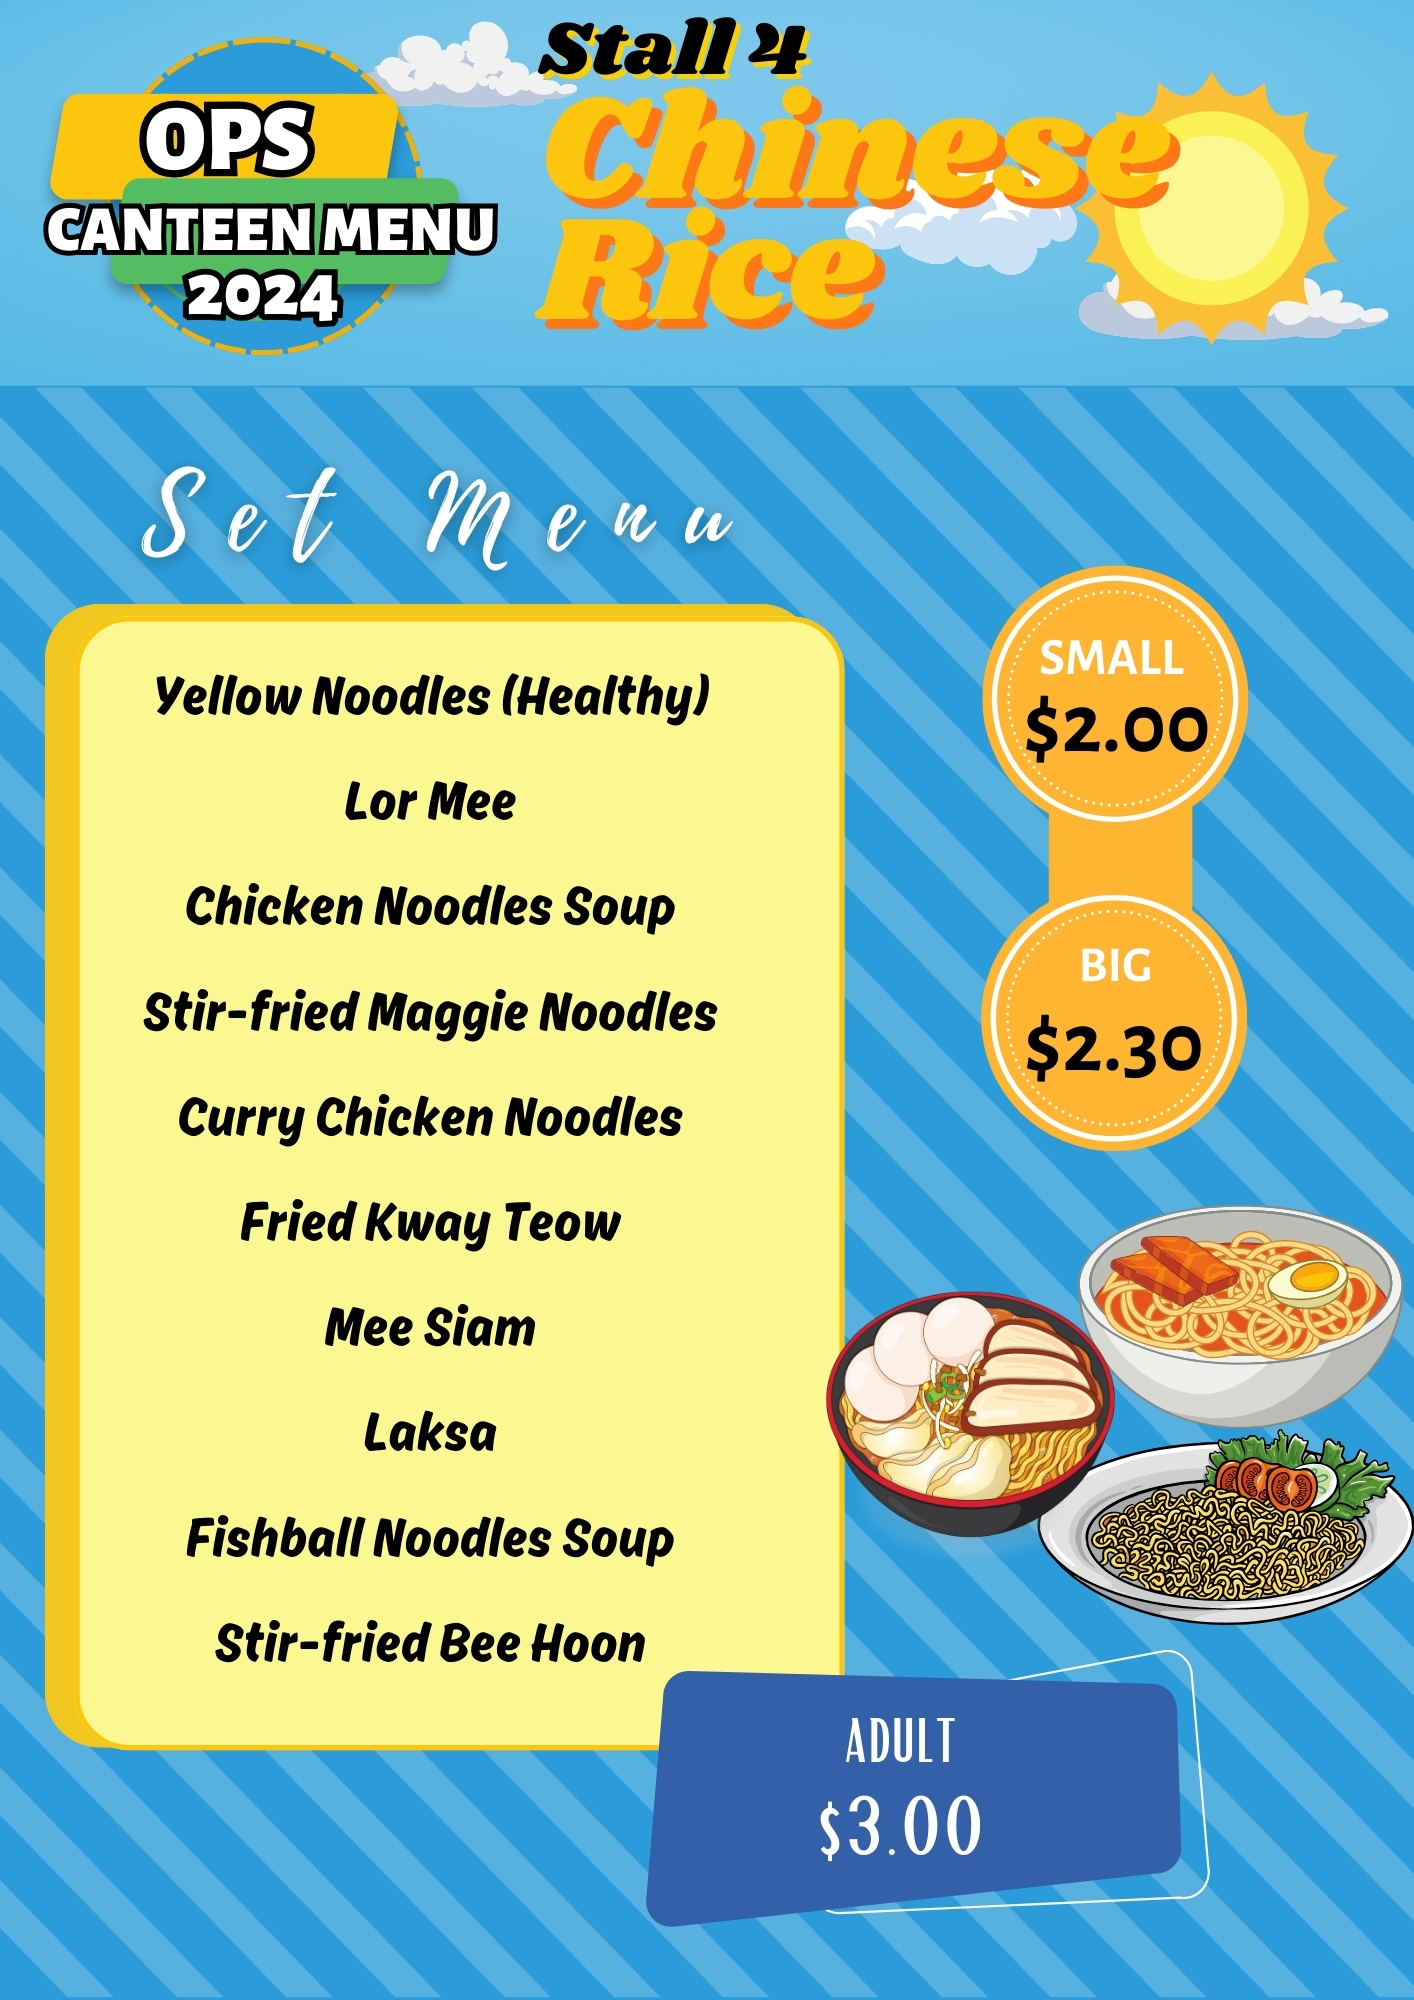 OPS
CANTEEN MENU
2024
Stall 4
Chinese
Rice
Set Menu
Yellow Noodles (Healthy)
Lor Mee
Chicken Noodles Soup
Stir-fried Maggie Noodles
Curry Chicken Noodles
Fried Kway Teow
Mee Siam
Laksa
Fishball Noodles Soup
Stir-fried Bee Hoon
SMALL
$2.00
BIG
$2.30
ADULT
$3.00